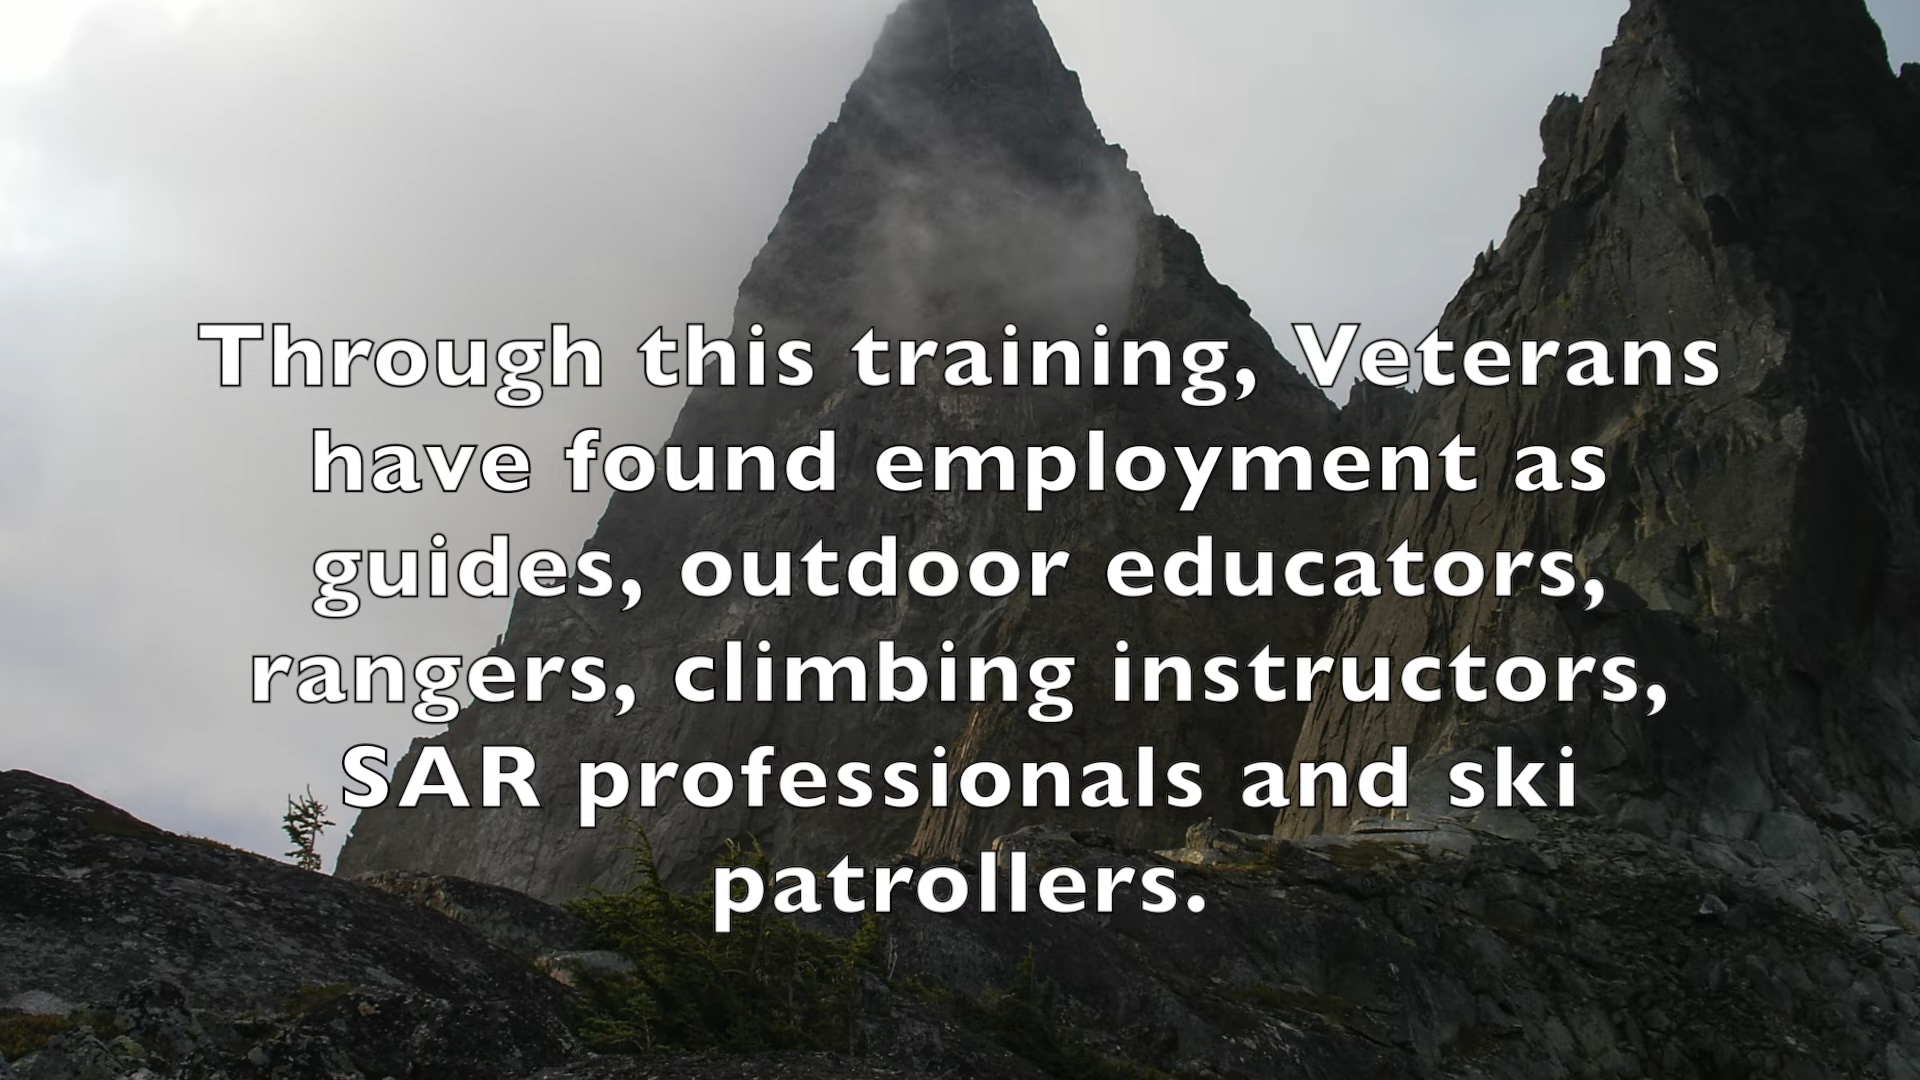 Through this training, Veterans
have found employment as
guides, outdoor educators,
rangers, climbing instructors,
SAR professionals and ski
patrollers.